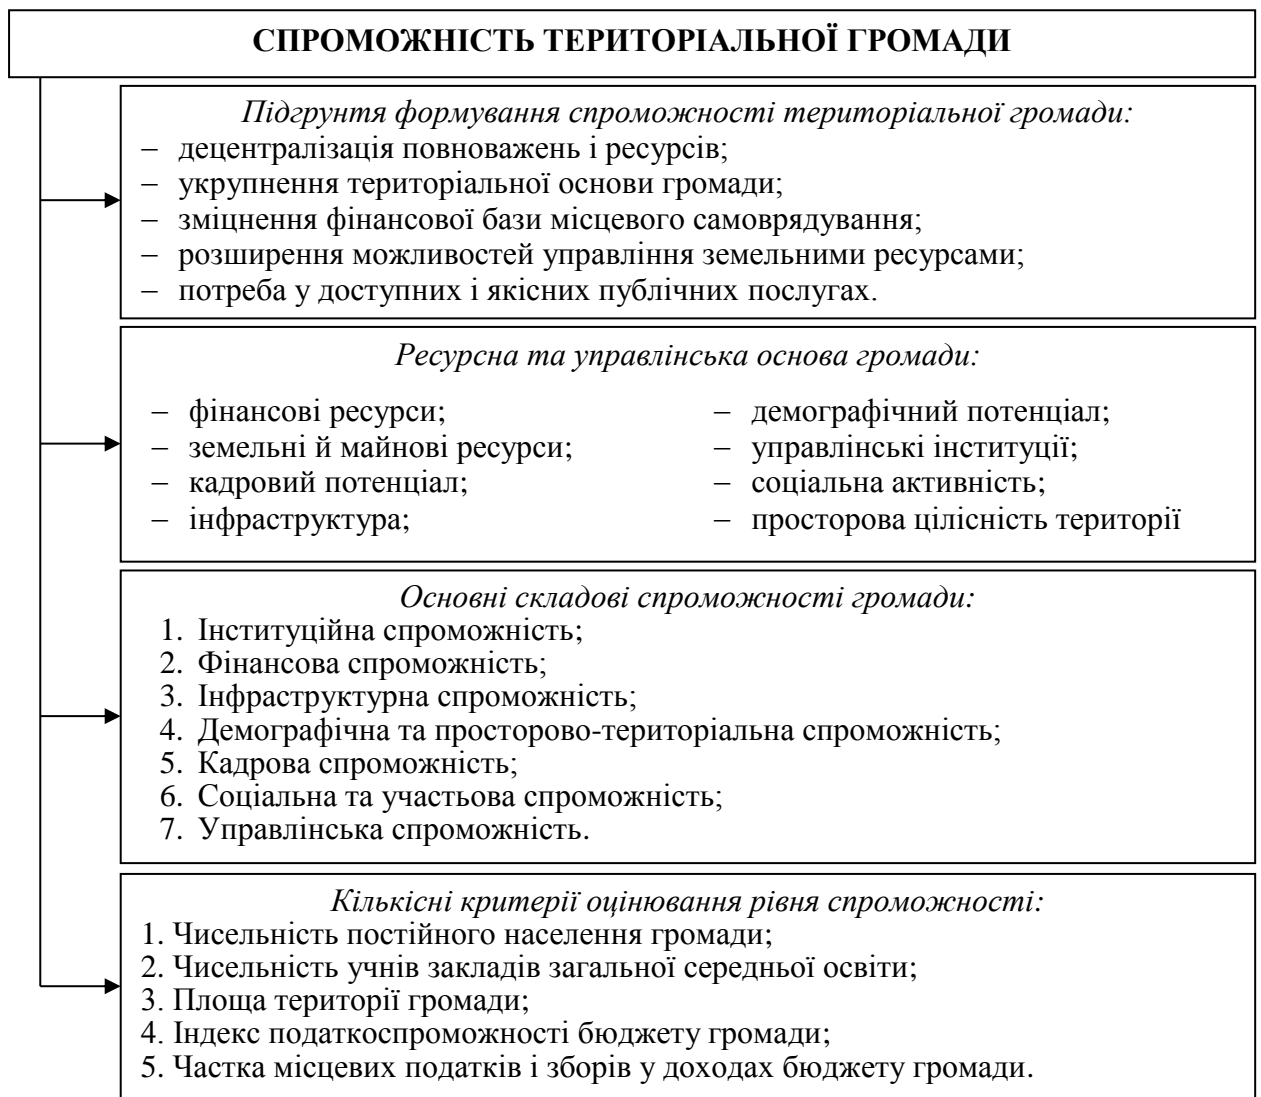 СПРОМОЖНІСТЬ ТЕРИТОРІАЛЬНОЇ ГРОМАДИ
Підґрунтя формування спроможності територіальної громади:
– децентралізація повноважень і ресурсів;
– укрупнення територіальної основи громади;
– зміцнення фінансової бази місцевого самоврядування;
– розширення можливостей управління земельними ресурсами;
– потреба у доступних і якісних публічних послугах.
Ресурсна та управлінська основа громади:
– фінансові ресурси;
– земельні й майнові ресурси;
– кадровий потенціал;
– інфраструктура;
– демографічний потенціал;
– управлінські інституції;
– соціальна активність;
– просторова цілісність території
Основні складові спроможності громади:
1. Інституційна спроможність;
2. Фінансова спроможність;
3. Інфраструктурна спроможність;
4. Демографічна та просторово-територіальна спроможність;
5. Кадрова спроможність;
6. Соціальна та участьова спроможність;
7. Управлінська спроможність.
Кількісні критерії оцінювання рівня спроможності:
1. Чисельність постійного населення громади;
2. Чисельність учнів закладів загальної середньої освіти;
3. Площа території громади;
4. Індекс податкоспроможності бюджету громади;
5. Частка місцевих податків і зборів у доходах бюджету громади.